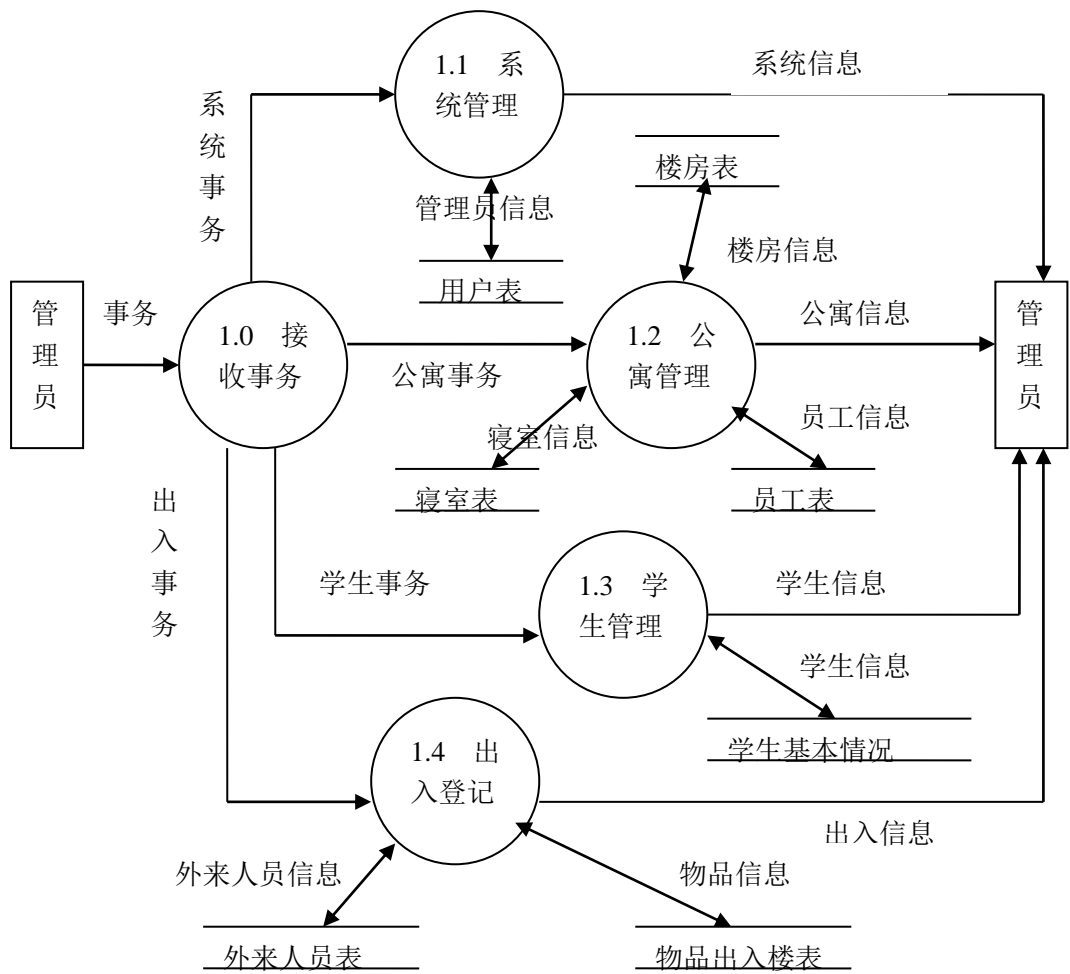 1.1 系
统管理
系统信息
系
统
事
务
楼房表
管理员信息
楼房信息
用户表
管
理
员
事务
1.0 接
收事务
公寓事务
1.2 公
寓管理
公寓信息
管
理
员
寝室信息
员工信息
寝室表
员工表
出
入
事
务
学生事务
1.3 学
生管理
学生信息
学生信息
学生基本情况
1.4 出
入登记
出入信息
外来人员信息
物品信息
外来人员表
物品出入楼表